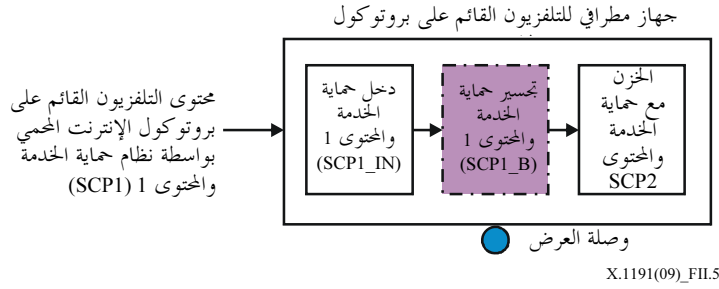 جهاز مطرافي للتلفزيون القائم على بروتوكول
محتوى التلفزيون القائم على
بروتوكول الإنترنت المحمي
بواسطة نظام حماية الخدمة
والمحتوى 1 (SCP1)
دخل حماية
الخدمة
والمحتوى 1
(SCP1_IN)
تجسير حماية
الخدمة
والمحتوى 1
(SCP1_B)
الخزن
مع حماية
الخدمة
والمحتوى
SCP2
وصلة العرض
X.1191(09)_FII.5